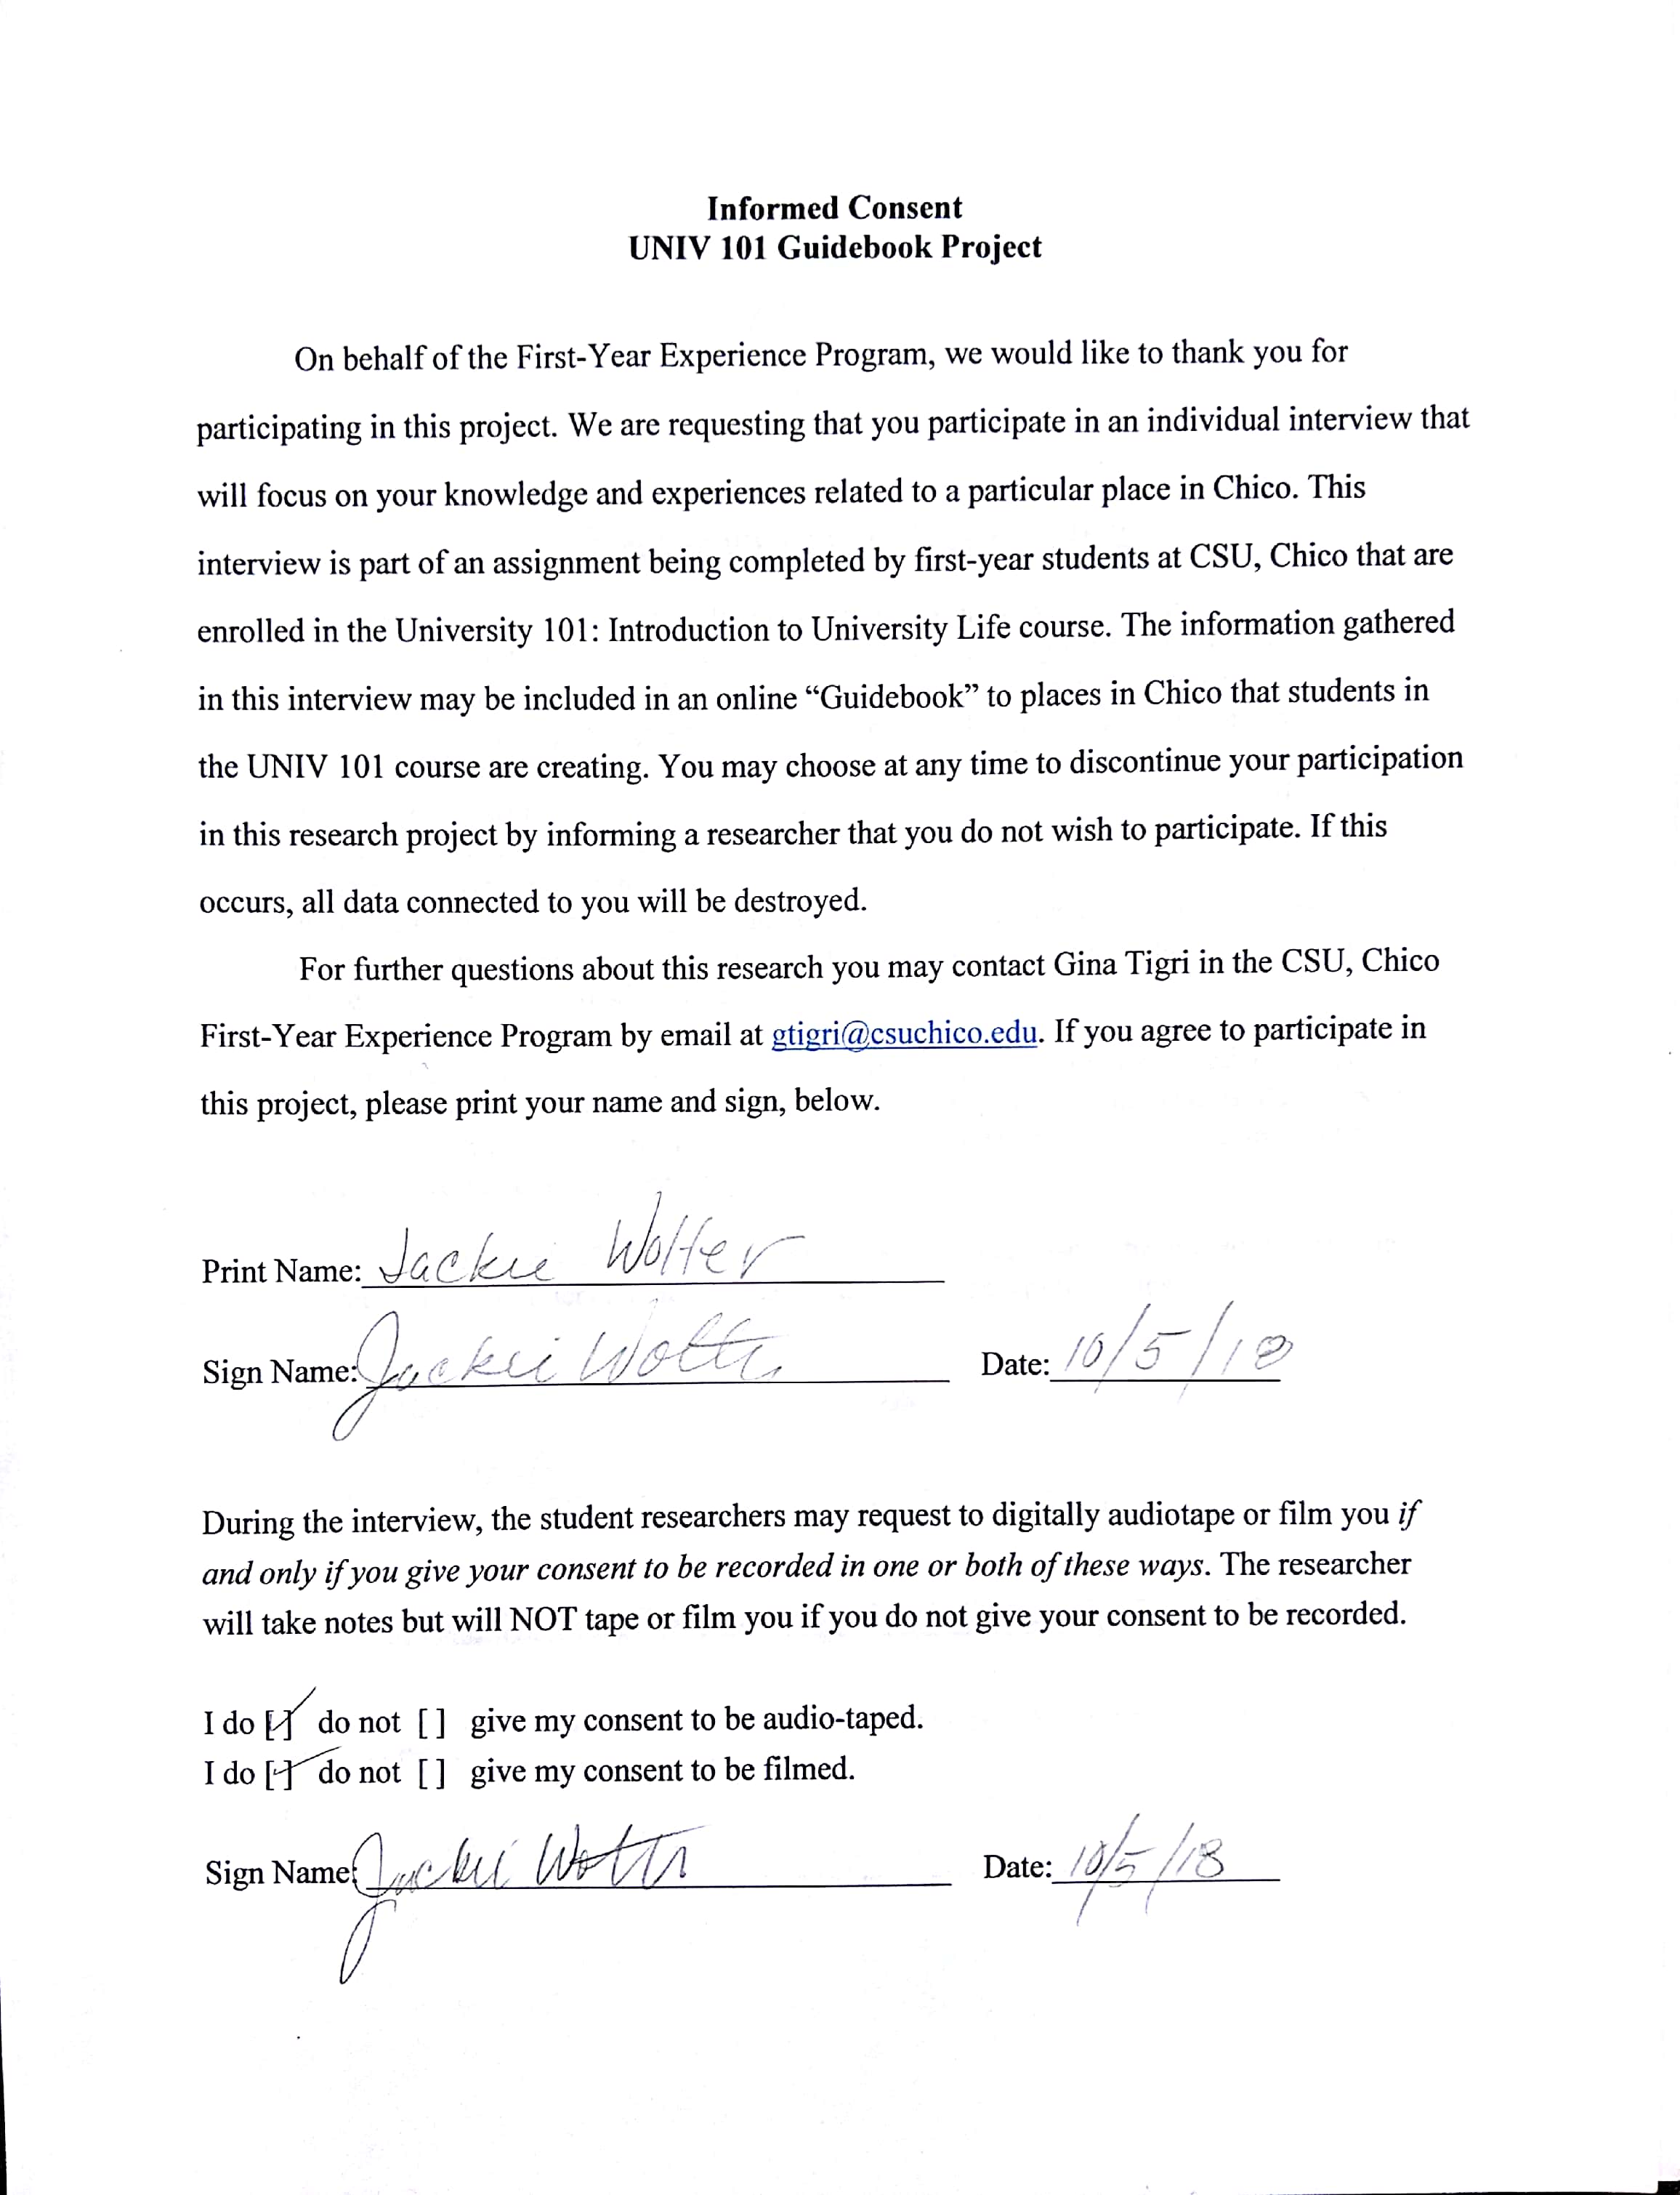 Informed Consent
UNIV 101 Guidebook Project
On behalf of the First-Year Experience Program, we would like to thank you for
participating in this project. We are requesting that you participate in an individual interview that
will focus on your knowledge and experiences related to a particular place in Chico. This
interview is part of an assignment being completed by first-year students at CSU, Chico that are
enrolled in the University 101: Introduction to University Life course. The information gathered
in this interview may be included in an online “Guidebook” to places in Chico that students in
the UNIV 101 course are creating. You may choose at any time to discontinue your participation
in this research project by informing a researcher that you do not wish to participate. If this
occurs, all data connected to you will be destroyed.
For further questions about this research you may contact Gina Tigri in the CSU, Chico
First-Year Experience Program by email at gtigri@csuchico.edu. If you agree to participate in
this project, please print your name and sign, below.
Print Name: Jackie Wolter
Sign Name: Jackie Wolter Date: 10/5/18
During the interview, the student researchers may request to digitally audiotape or film you if
and only if you give your consent to be recorded in one or both of these ways. The researcher
will take notes but will NOT tape or film you if you do not give your consent to be recorded.
I do [✓] do not [ ] give my consent to be audio-taped.
I do [✓] do not [ ] give my consent to be filmed.
Sign Name: Jackie Wolter Date: 10/5/18